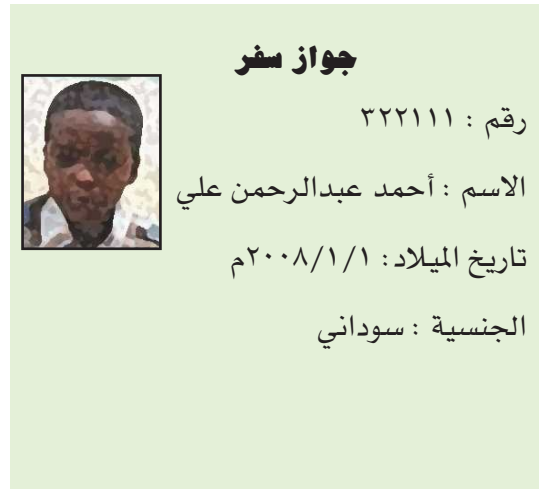 جواز سفر
رقم : ٣٢٢١١١
الاسم : أحمد عبدالرحمن علي
تاريخ الميلاد : ٢٠٠٨/١/١م
الجنسية : سوداني